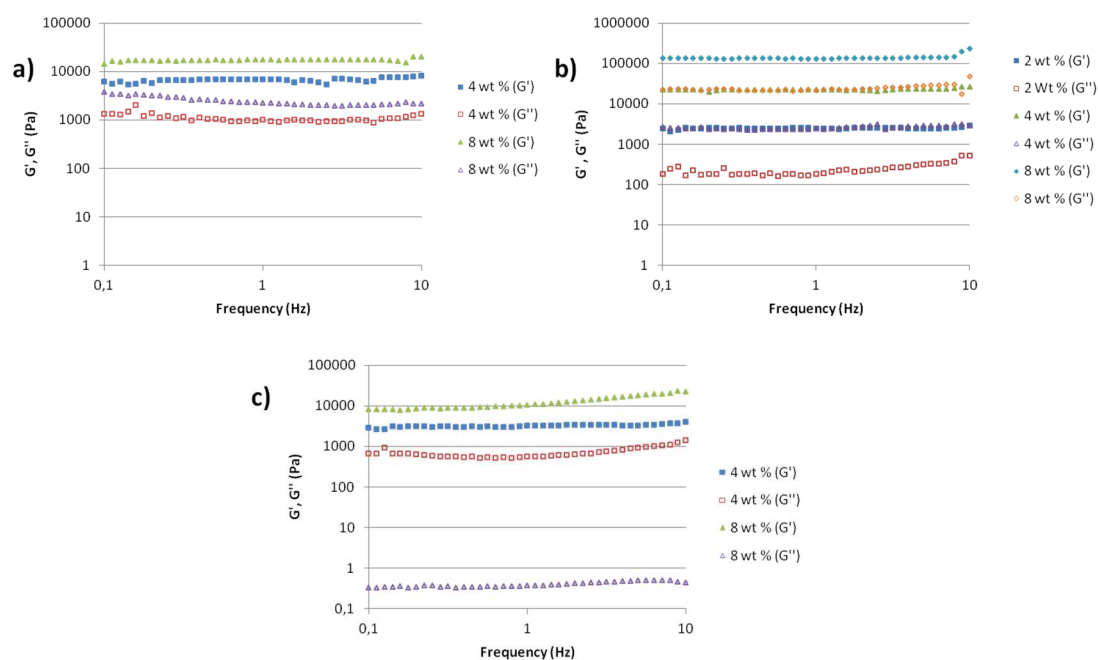 a)
G', G'' (Pa)
100000
10000
1000
100
10
1
0,1
1
10
Frequency (Hz)
4 wt % (G')
4 wt % (G'')
8 wt % (G')
8 wt % (G'')
b)
G', G'' (Pa)
1000000
100000
10000
1000
100
10
1
0,1
1
10
Frequency (Hz)
2 wt % (G')
2 Wt % (G'')
4 wt % (G')
4 wt % (G'')
8 wt % (G')
8 wt % (G'')
c)
G', G'' (Pa)
100000
10000
1000
100
10
1
0,1
0,1
1
10
Frequency (Hz)
4 wt % (G')
4 wt % (G'')
8 wt % (G')
8 wt % (G'')